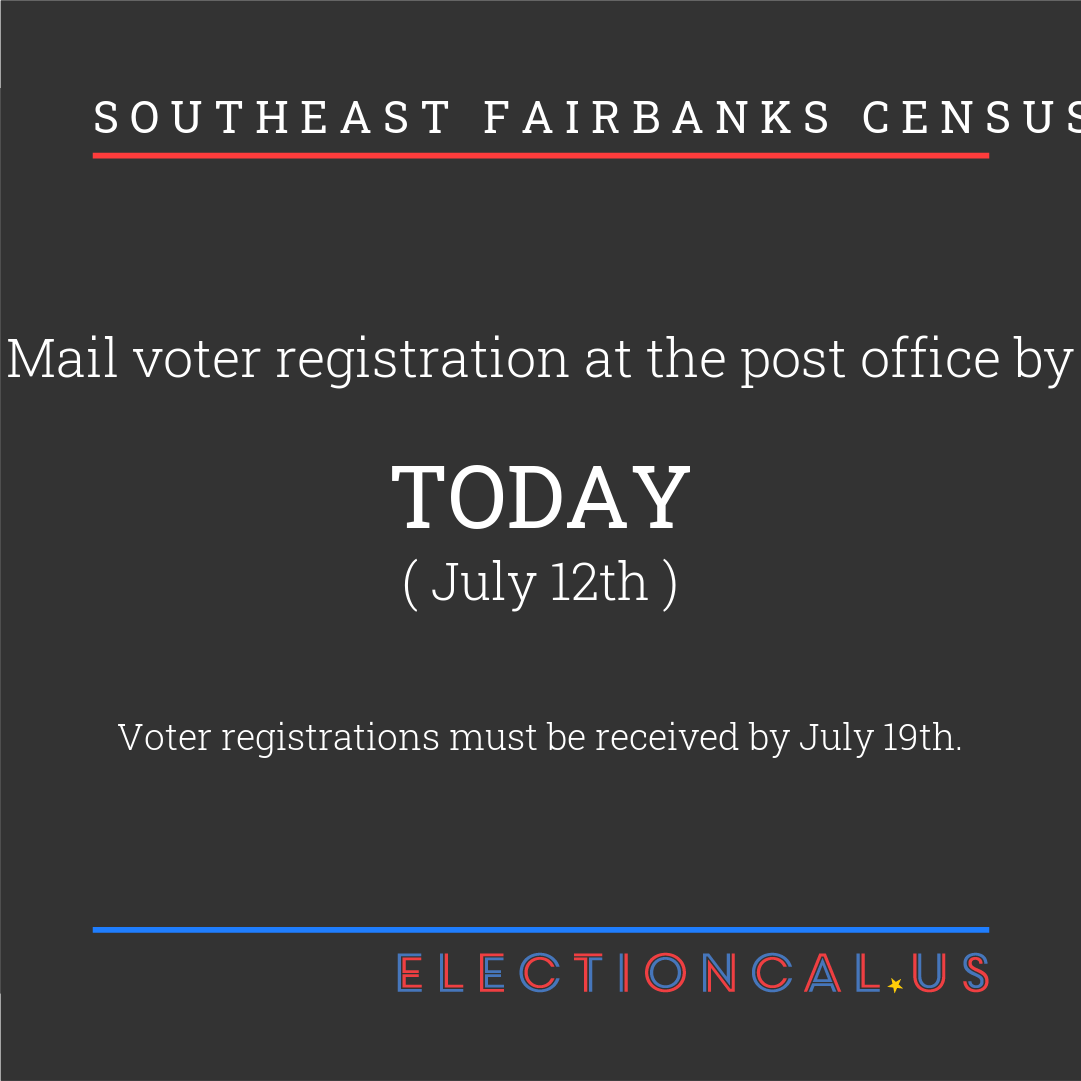 SOUTHEAST FAIRBANKS CENSUS
Mail voter registration at the post office by
TODAY
( July 12th )
Voter registrations must be received by July 19th.
ELECTIONCAL.US